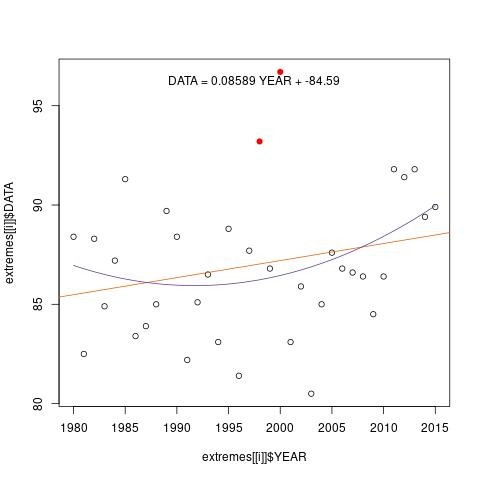 DATA = 0.08589 YEAR + -84.59
95
90
85
80
extremes[[i]]$DATA
1980 1985 1990 1995 2000 2005 2010 2015
extremes[[i]]$YEAR